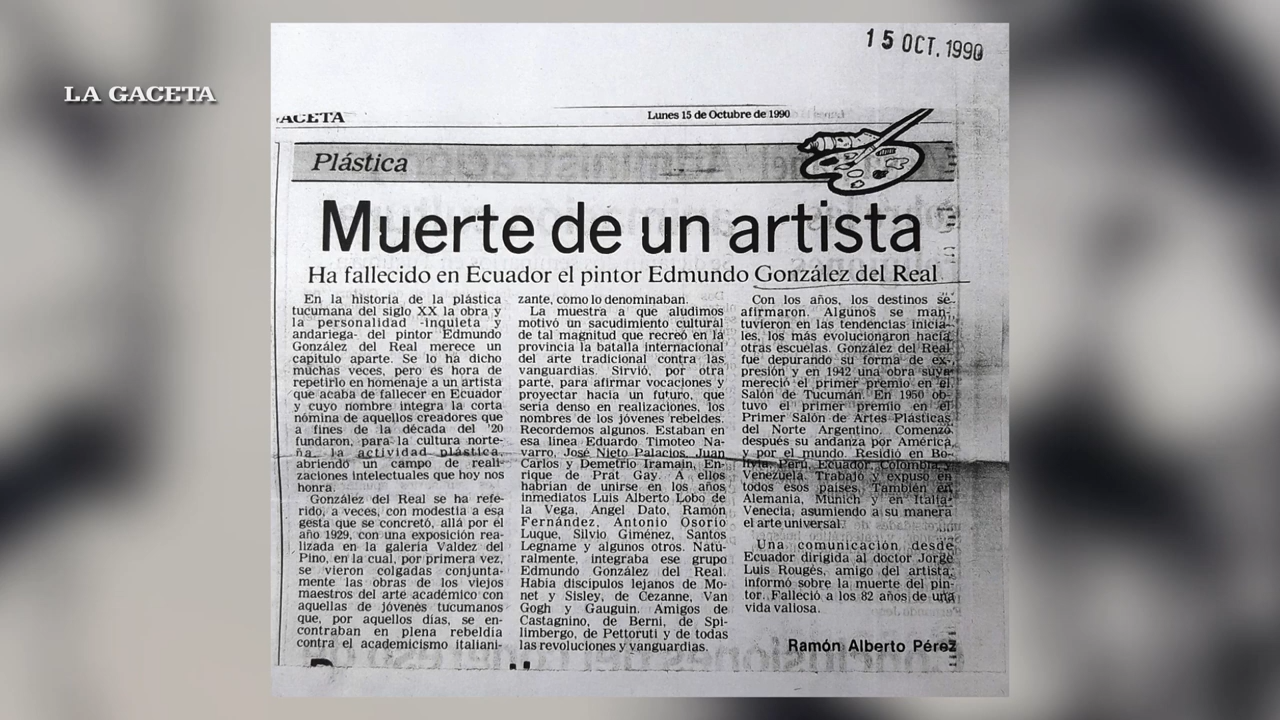 LA GACETA
15 OCT. 1990
ACETA
Lunes 15 de Octubre de 1990
Plástica
Muerte de un artista
Ha fallecido en Ecuador el pintor Edmundo González del Real
En la historia de la plástica
tucumana del siglo XX la obra y
la personalidad -inquieta y
andariega- del pintor Edmundo
González del Real merece un
capítulo aparte. Se lo ha dicho
muchas veces, pero es hora de
repetirlo en homenaje a un artista
que acaba de fallecer en Ecuador
y cuyo nombre integra la corta
nómina de aquellos creadores que
a fines de la década del '20
fundaron, para la cultura norte-
ña, la actividad plástica,
abriendo un campo de reali-
zaciones intelectuales que hoy nos
honra.
González del Real se ha refe-
rido, a veces, con modestia a esa
gesta que se concretó, allá por el
año 1929, con una exposición rea-
lizada en la galería Valdez del
Pino, en la cual, por primera vez,
se vieron colgadas conjunta-
mente las obras de los viejos
maestros del arte académico con
aquellas de jóvenes tucumanos
que, por aquellos días, se en-
contraban en plena rebeldía
contra el academicismo italiani-
zante, como lo denominaban.
La muestra a que aludimos
motivó un sacudimiento cultural
de tal magnitud que recreó en la
provincia la batalla internacional
del arte tradicional contra las
vanguardias. Sirvió, por otra
parte, para afirmar vocaciones y
proyectar hacia un futuro, que
sería denso en realizaciones, los
nombres de los jóvenes rebeldes.
Recordemos algunos. Estaban en
esa línea Eduardo Timoteo Na-
varro, José Nieto Palacios, Juan
Carlos y Demetrio Iramain, En-
rique de Prat Gay. A ellos
habrían de unirse en los años
inmediatos Luis Alberto Lobo de
la Vega, Angel Dato, Ramón
Fernández, Antonio Osorio
Luque, Silvio Giménez, Santos
Legname y algunos otros. Natu-
ralmente, integraba ese grupo
Edmundo González del Real.
Había discípulos lejanos de Mo-
net y Sisley, de Cezanne, Van
Gogh y Gauguin. Amigos de
Castagnino, de Berni, de Spi-
limbergo, de Pettoruti y de todas
las revoluciones y vanguardias.
Con los años, los destinos se
afirmaron. Algunos se man-
tuvieron en las tendencias inicia-
les, los más evolucionaron hacia
otras escuelas. González del Real
fue depurando su forma de ex-
presión y en 1942 una obra suya
mereció el primer premio en el
Salón de Tucumán. En 1950 ob-
tuvo el primer premio en el
Primer Salón de Artes Plásticas
del Norte Argentino. Comenzó
después su andanza por América
y por el mundo. Residió en Bo-
livia, Perú, Ecuador, Colombia y
Venezuela. Trabajó y expuso en
todos esos países. También en
Alemania, Munich y en Italia
Venecia, asumiendo a su manera
el arte universal.
Una comunicación desde
Ecuador dirigida al doctor Jorge
Luis Rougés, amigo del artista,
informó sobre la muerte del pin-
tor. Falleció a los 82 años de una
vida valiosa.
Ramón Alberto Pérez